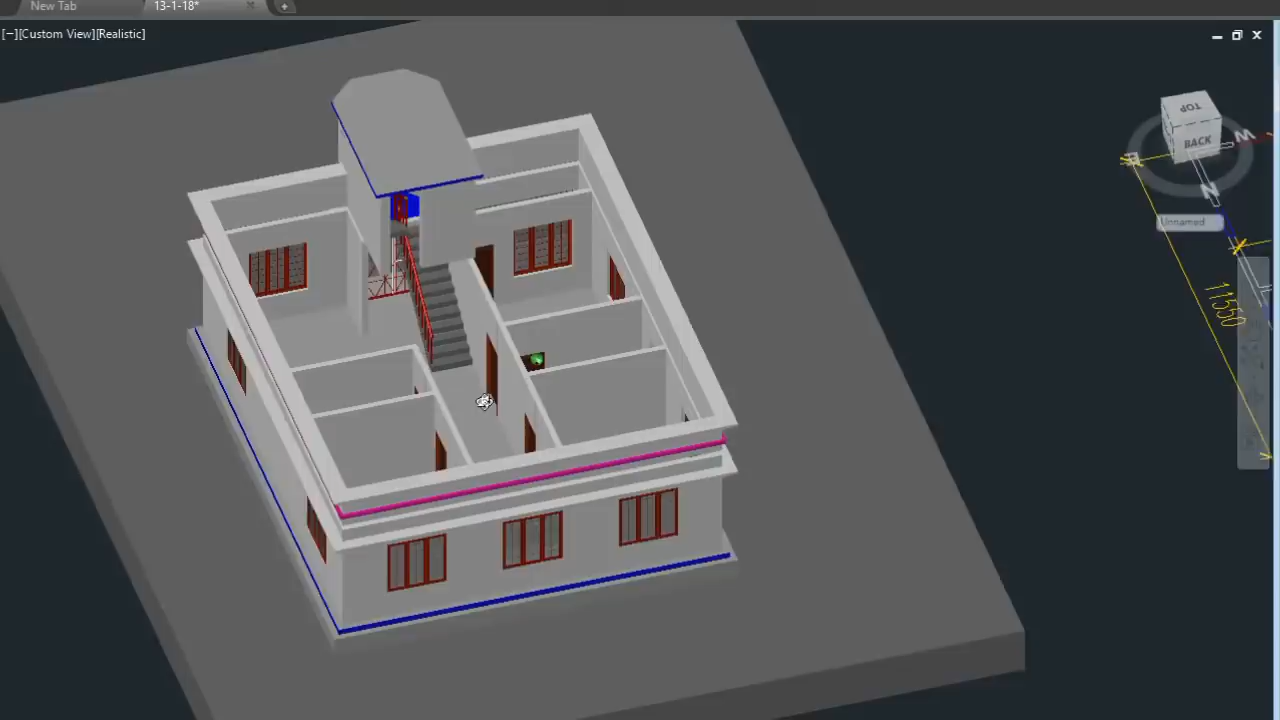 New Tab
13-1-18*
[−][Custom View][Realistic]
TOP
BACK
W
N
Unnamed
11550